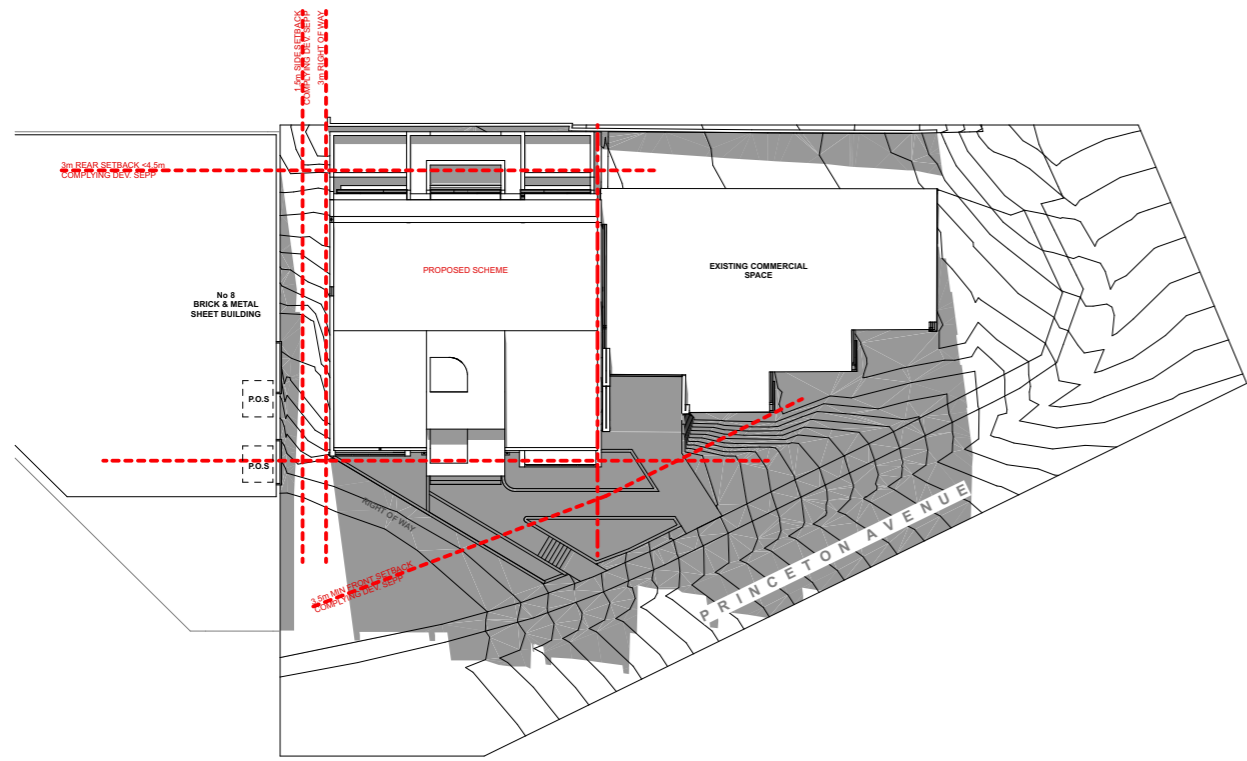 1.5m SIDE SETBACK
COMPLYING DEV. SEPP
3m RIGHT OF WAY
3m REAR SETBACK <4.5m
COMPLYING DEV. SEPP
PROPOSED SCHEME
EXISTING COMMERCIAL
SPACE
No 8
BRICK & METAL
SHEET BUILDING
P.O.S
P.O.S
RIGHT OF WAY
3.5m MIN FRONT SETBACK
COMPLYING DEV. SEPP
PRINCETON AVENUE